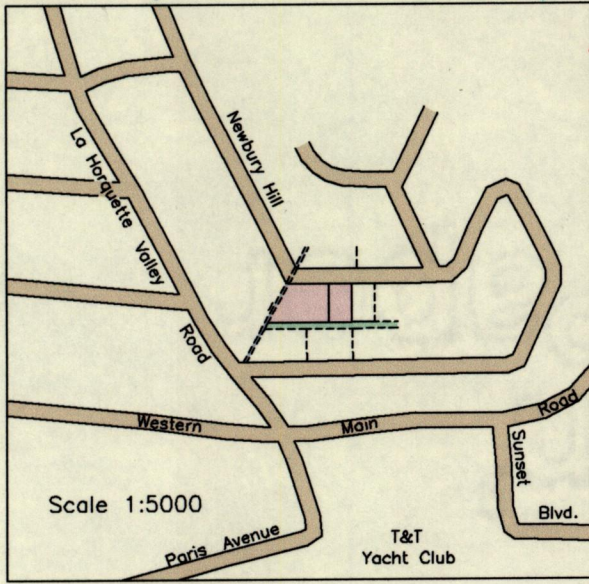 Newbury Hill
La Horquette Valley Road
Western Main Road
Sunset Blvd.
Scale 1:5000
Paris Avenue
T&T
Yacht Club